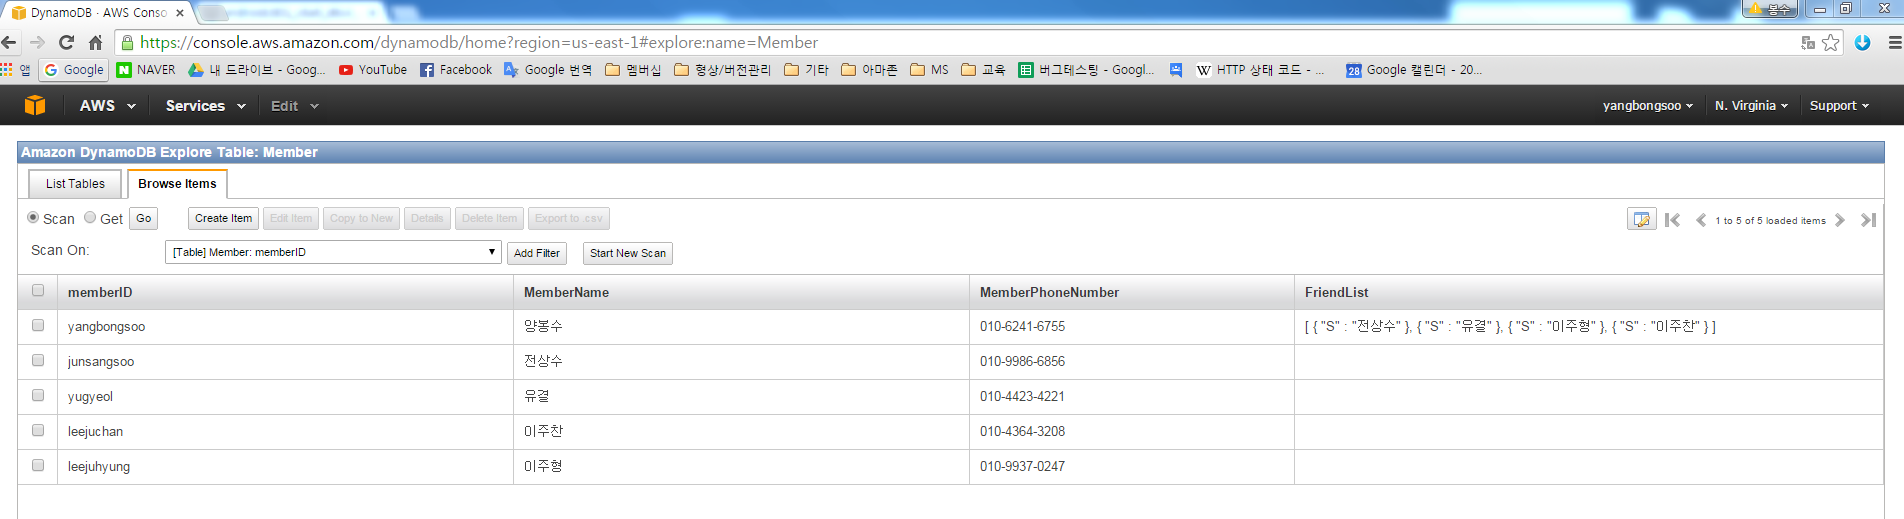 DynamoDB · AWS Conso
봉수
https://console.aws.amazon.com/dynamodb/home?region=us-east-1#explore:name=Member
앱 Google NAVER 내 드라이브 - Goog... YouTube Facebook Google 번역 멤버십 형상/버전관리 기타 아마존 MS 교육 버그테스팅 - Googl... HTTP 상태 코드 - ... 28 Google 캘린더 - 20...
AWS Services Edit yangbongsoo N. Virginia Support
Amazon DynamoDB Explore Table: Member
List Tables Browse Items
Scan Get Go Create Item Edit Item Copy to New Details Delete Item Export to .csv 1 to 5 of 5 loaded items
Scan On: [Table] Member: memberID Add Filter Start New Scan
memberID MemberName MemberPhoneNumber FriendList
yangbongsoo 양봉수 010-6241-6755 [ { "S" : "전상수" }, { "S" : "유결" }, { "S" : "이주형" }, { "S" : "이주찬" } ]
junsangsoo 전상수 010-9986-6856
yugyeol 유결 010-4423-4221
leejuchan 이주찬 010-4364-3208
leejuhyung 이주형 010-9937-0247